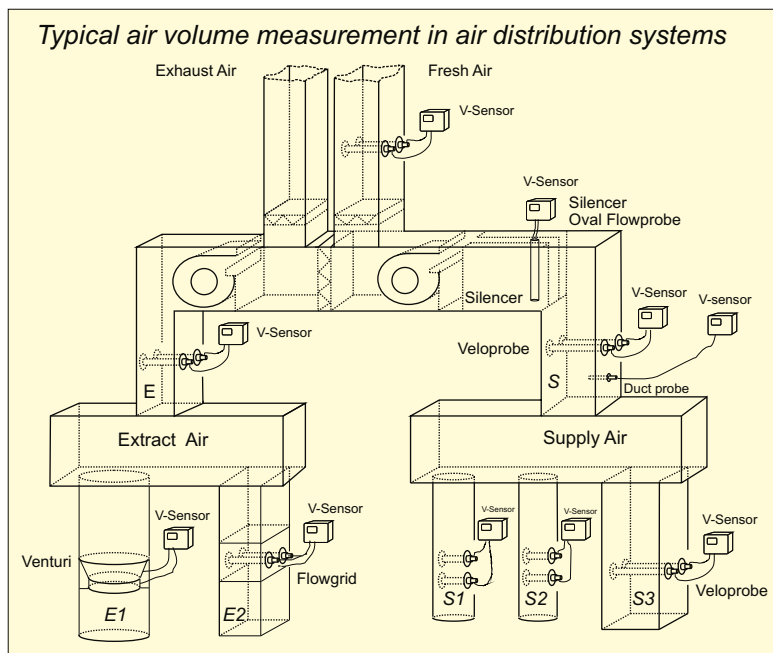 Typical air volume measurement in air distribution systems
Exhaust Air
Fresh Air
V-Sensor
V-Sensor
Silencer
Oval Flowprobe
Silencer
V-Sensor
V-sensor
V-Sensor
Veloprobe
E
S
Duct probe
Extract Air
Supply Air
V-Sensor
V-Sensor
V-Sensor
V-Sensor
V-Sensor
Venturi
Flowgrid
Veloprobe
E1
E2
S1
S2
S3